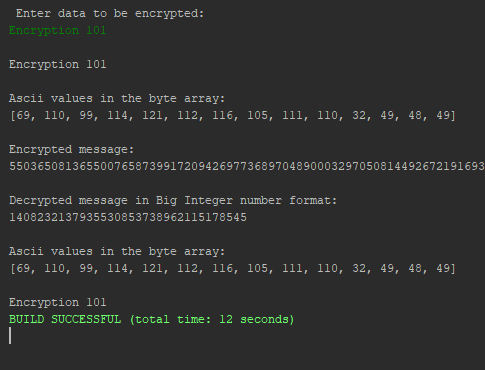 Enter data to be encrypted:
Encryption 101
Encryption 101
Ascii values in the byte array:
[69, 110, 99, 114, 121, 112, 116, 105, 111, 110, 32, 49, 48, 49]
Encrypted message:
55036508136550076587399172094269773689704890003297050814492672191693
Decrypted message in Big Integer number format:
1408232137935530853738962115178545
Ascii values in the byte array:
[69, 110, 99, 114, 121, 112, 116, 105, 111, 110, 32, 49, 48, 49]
Encryption 101
BUILD SUCCESSFUL (total time: 12 seconds)